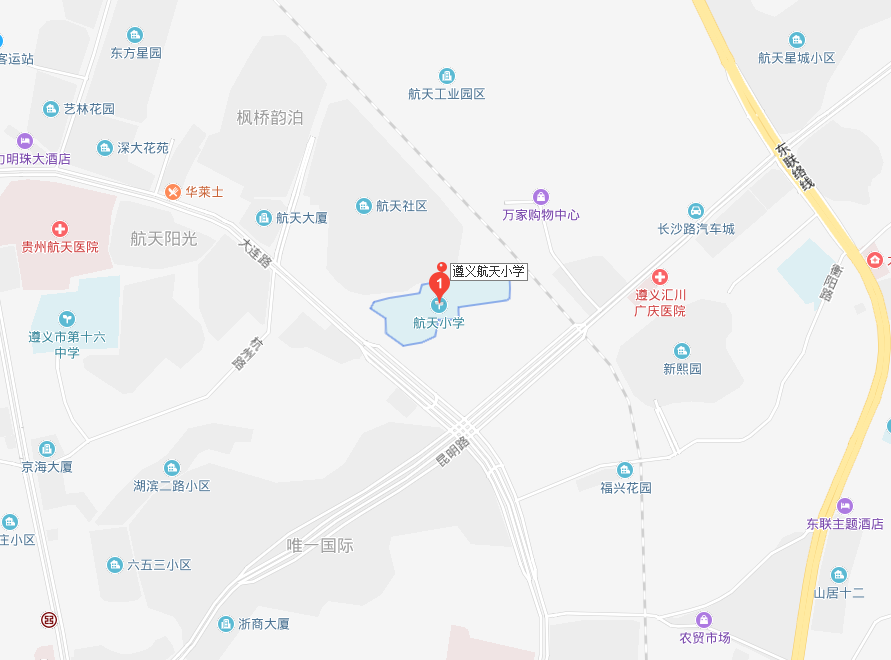 东方星园
客运站
航天星城小区
航天工业园区
艺林花园
枫桥韵泊
深大花苑
明珠大酒店
华莱士
航天社区
航天大厦
万家购物中心
东联络线
长沙路汽车城
贵州航天医院
航天阳光
大连路
遵义航天小学
1
航天小学
遵义汇川
广庆医院
衡阳路
遵义市第十六
中学
杭州路
新熙园
昆明路
京海大厦
湖滨二路小区
福兴花园
东联主题酒店
庄小区
唯一国际
六五三小区
山居十二
浙商大厦
农贸市场